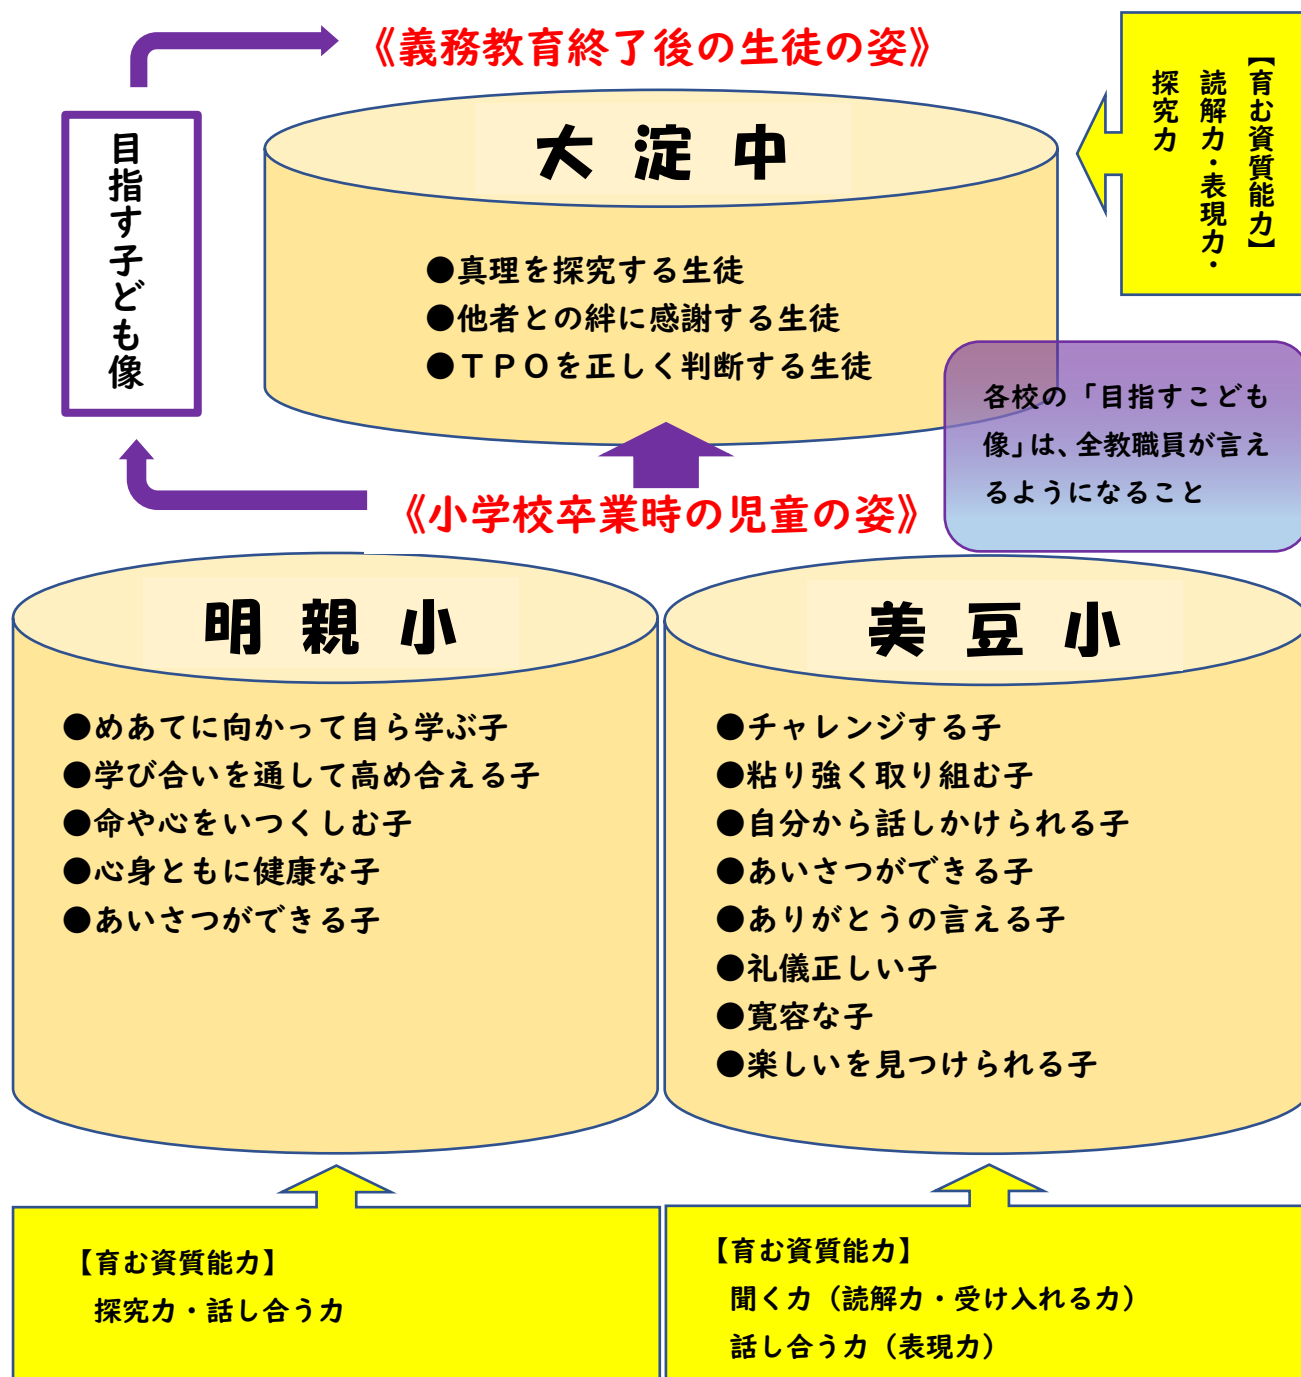 《義務教育終了後の生徒の姿》
目指す子ども像
大淀中
●真理を探究する生徒
●他者との絆に感謝する生徒
●ＴＰＯを正しく判断する生徒
【育む資質能力】
読解力・表現力・
探究力
各校の「目指すこども
像」は、全教職員が言え
るようになること
《小学校卒業時の児童の姿》
明親小
●めあてに向かって自ら学ぶ子
●学び合いを通して高め合える子
●命や心をいつくしむ子
●心身ともに健康な子
●あいさつができる子
美豆小
●チャレンジする子
●粘り強く取り組む子
●自分から話しかけられる子
●あいさつができる子
●ありがとうの言える子
●礼儀正しい子
●寛容な子
●楽しいを見つけられる子
【育む資質能力】
探究力・話し合う力
【育む資質能力】
聞く力（読解力・受け入れる力）
話し合う力（表現力）